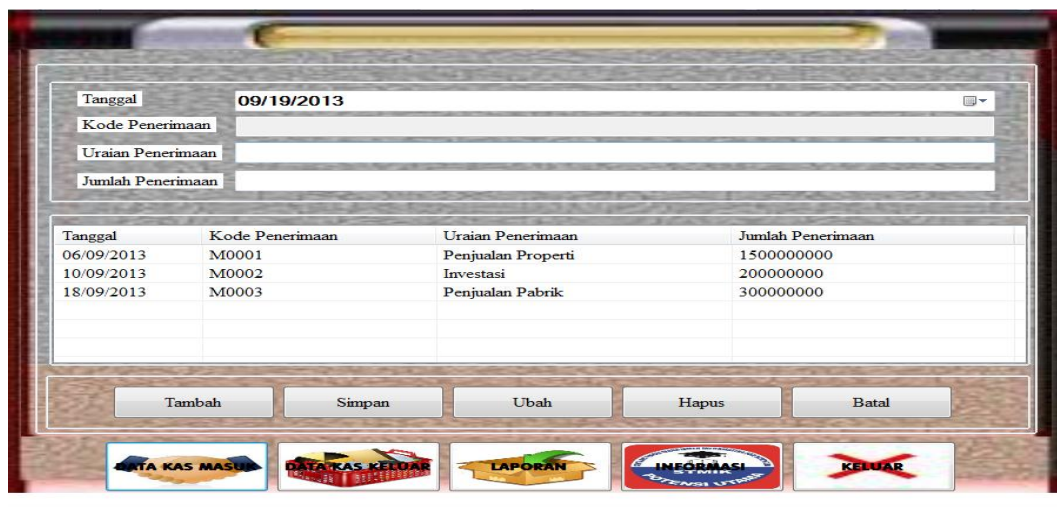 Tanggal 09/19/2013
Kode Penerimaan
Uraian Penerimaan
Jumlah Penerimaan
Tanggal Kode Penerimaan Uraian Penerimaan Jumlah Penerimaan
06/09/2013 M0001 Penjualan Properti 1500000000
10/09/2013 M0002 Investasi 200000000
18/09/2013 M0003 Penjualan Pabrik 300000000
Tambah Simpan Ubah Hapus Batal
DATA KAS MASUK DATA KAS KELUAR LAPORAN INFORMASI KELUAR
POTENSI UTAMA